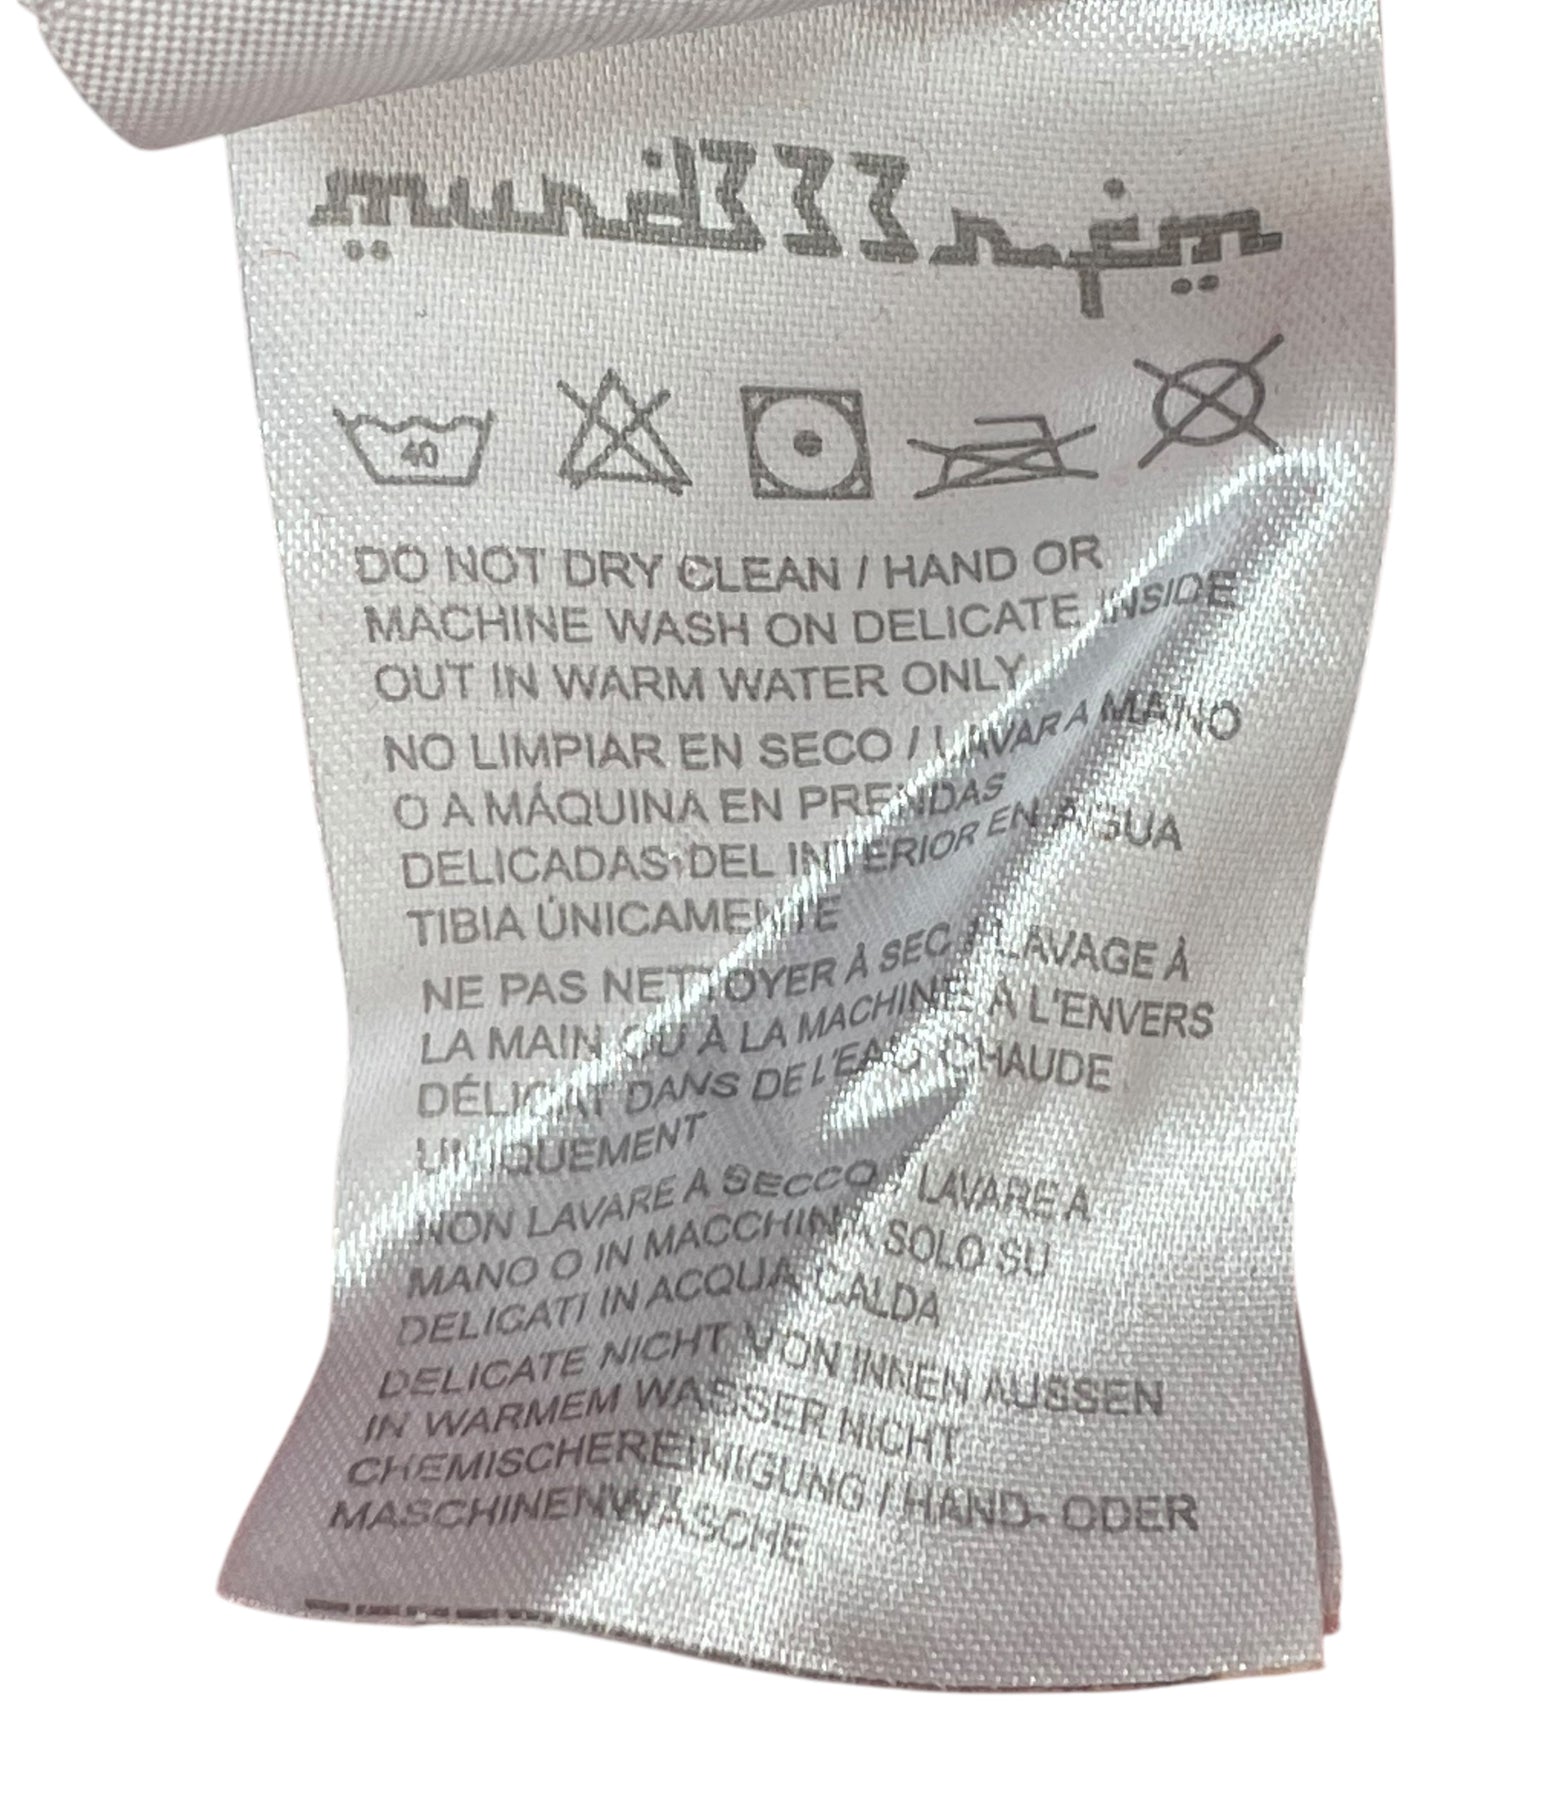 40
DO NOT DRY CLEAN / HAND OR
MACHINE WASH ON DELICATE INSIDE
OUT IN WARM WATER ONLY
NO LIMPIAR EN SECO / LAVAR A MANO
O A MÁQUINA EN PRENDAS
DELICADAS DEL INTERIOR EN AGUA
TIBIA ÚNICAMENTE
NE PAS NETTOYER À SEC / LAVAGE À
LA MAIN OU À LA MACHINE À L'ENVERS
DÉLICAT DANS DE L'EAU CHAUDE
UNIQUEMENT
NON LAVARE A SECCO / LAVARE A
MANO O IN MACCHINA SOLO SU
DELICATI IN ACQUA CALDA
DELICATE NICHT VON INNEN AUSSEN
IN WARMEM WASSER NICHT
CHEMISCHEREINIGUNG / HAND- ODER
MASCHINENWÄSCHE